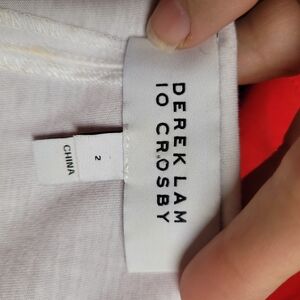 DEREK LAM
10 CROSBY
2
CHINA